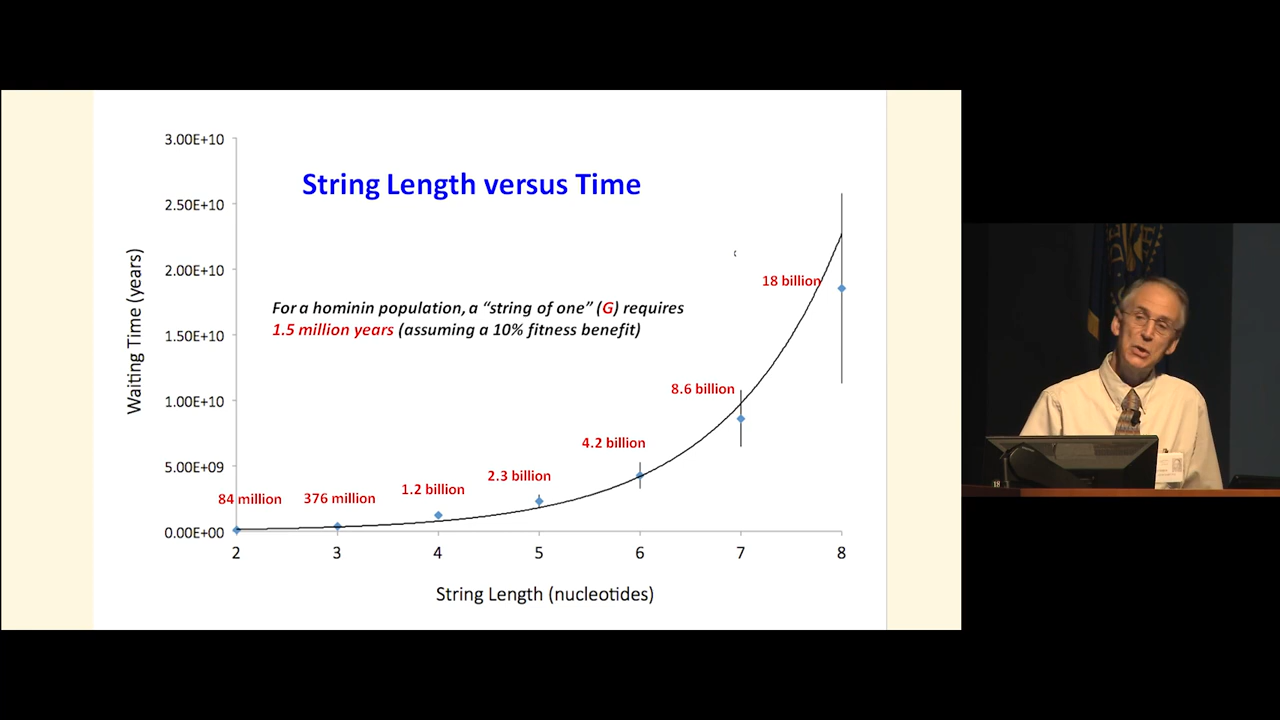 String Length versus Time
3.00E+10
2.50E+10
2.00E+10
1.50E+10
1.00E+10
5.00E+09
0.00E+00
Waiting Time (years)
For a hominin population, a “string of one” (G) requires
1.5 million years (assuming a 10% fitness benefit)
84 million
376 million
1.2 billion
2.3 billion
4.2 billion
8.6 billion
18 billion
2 3 4 5 6 7 8
String Length (nucleotides)